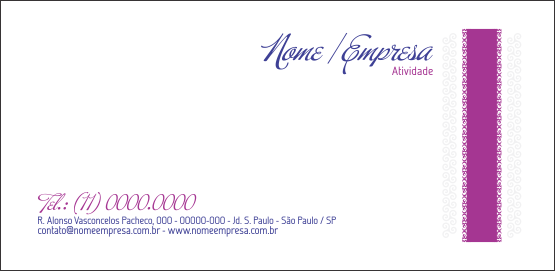 Nome / Empresa
Atividade
Tel.: (11) 0000.0000
R. Alonso Vasconcelos Pacheco, 000 - 00000-000 - Jd. S. Paulo - São Paulo / SP
contato@nomeempresa.com.br - www.nomeempresa.com.br